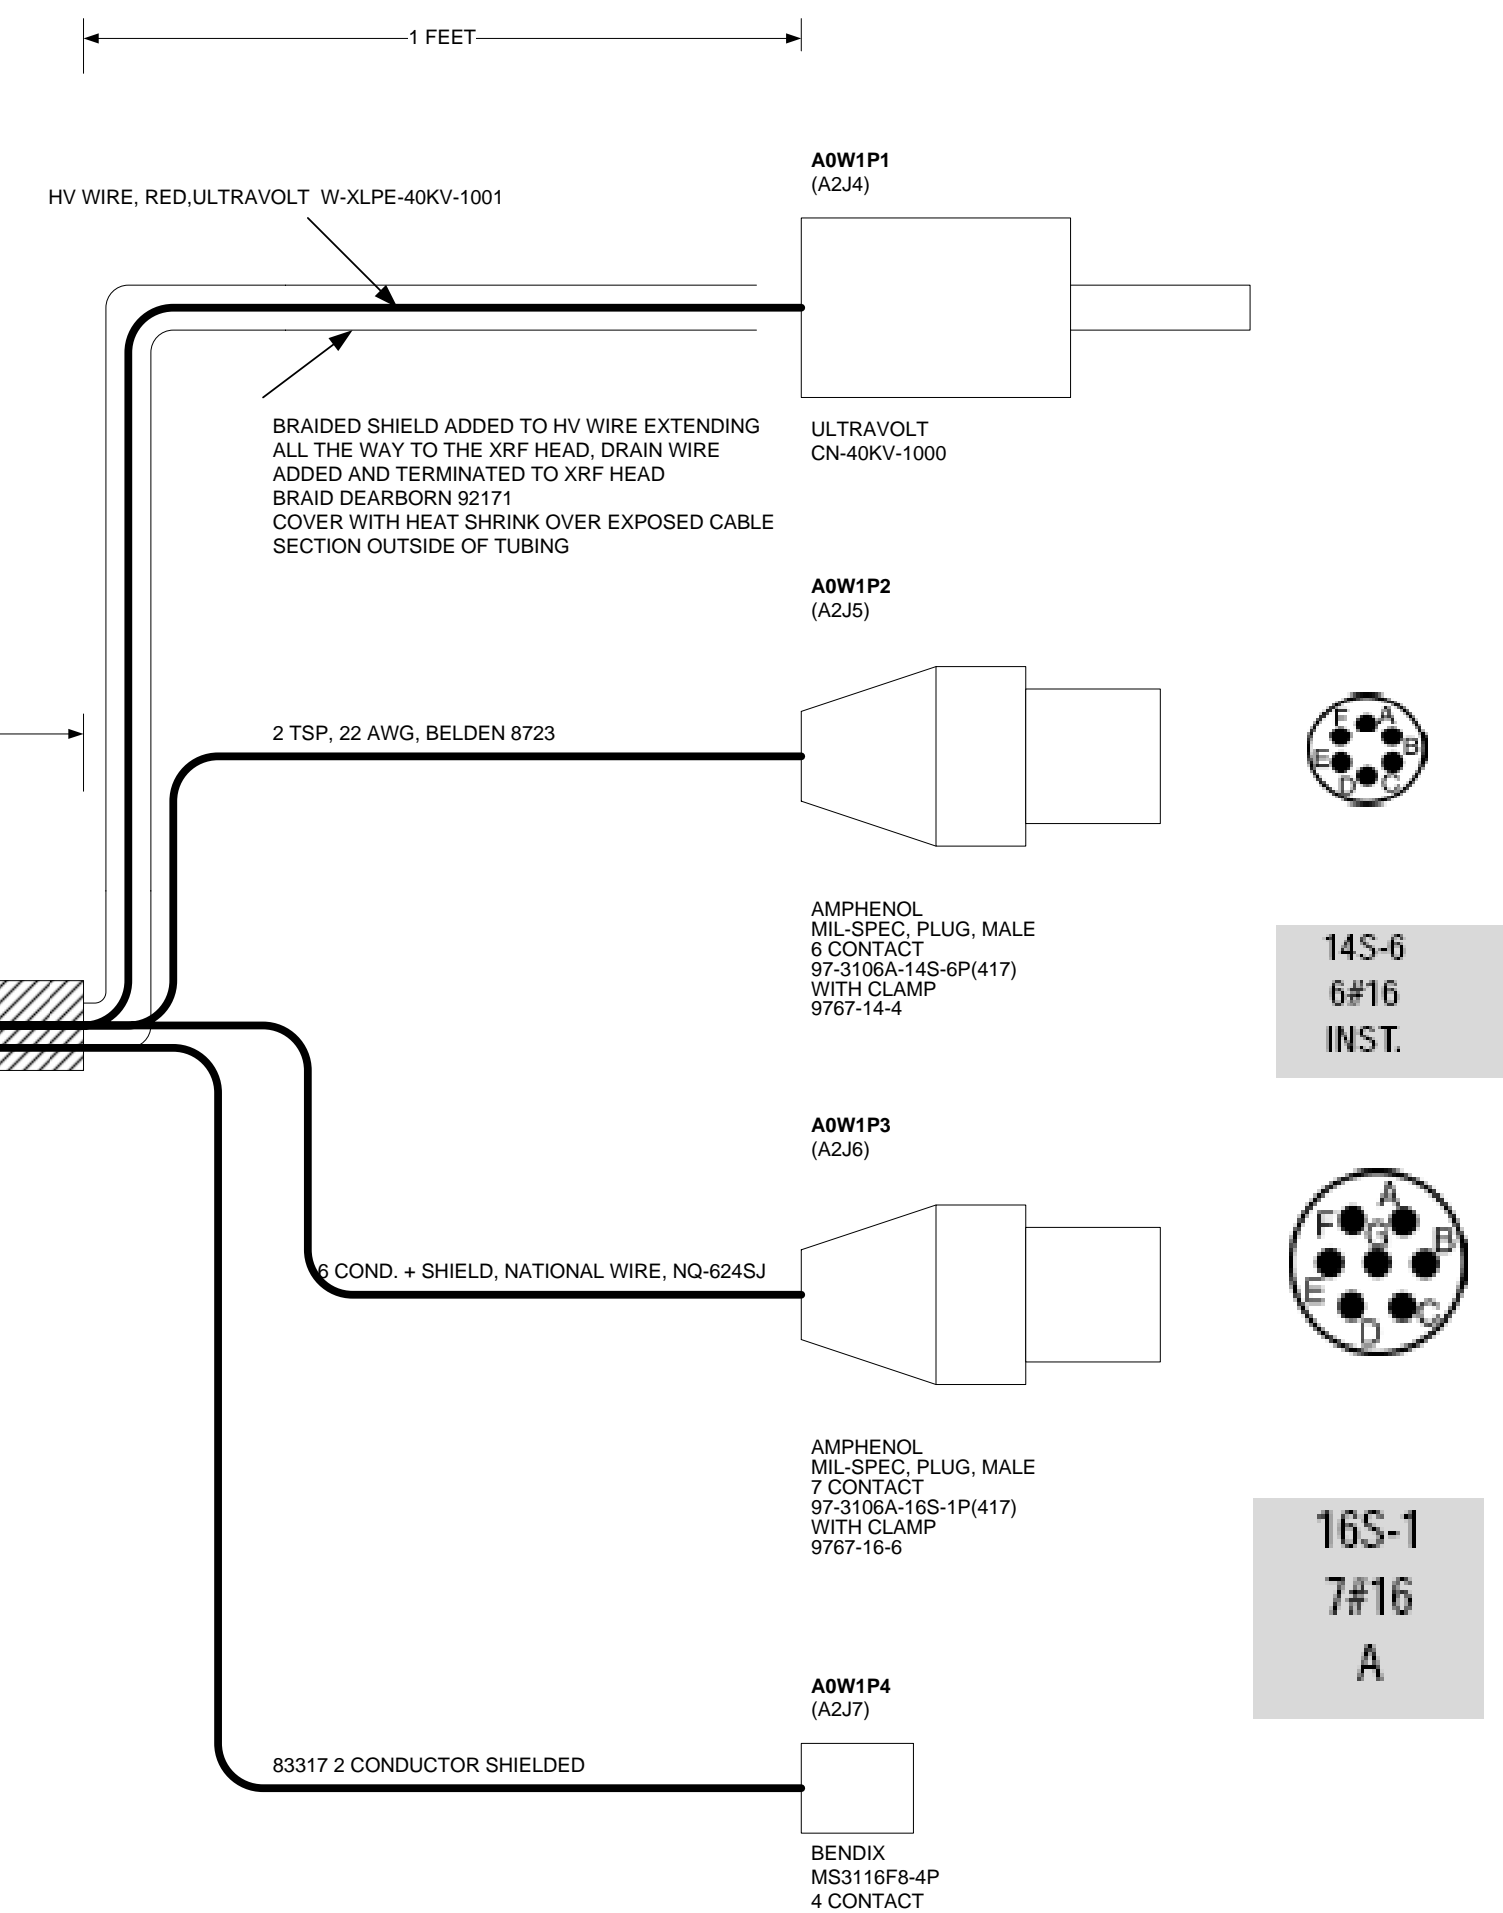 1 FEET
A0W1P1
(A2J4)
HV WIRE, RED,ULTRAVOLT  W-XLPE-40KV-1001
BRAIDED SHIELD ADDED TO HV WIRE EXTENDING
ALL THE WAY TO THE XRF HEAD, DRAIN WIRE
ADDED AND TERMINATED TO XRF HEAD
BRAID DEARBORN 92171
COVER WITH HEAT SHRINK OVER EXPOSED CABLE
SECTION OUTSIDE OF TUBING
ULTRAVOLT
CN-40KV-1000
A0W1P2
(A2J5)
2 TSP, 22 AWG, BELDEN 8723
F A
B
E
D C
AMPHENOL
MIL-SPEC, PLUG, MALE
6 CONTACT
97-3106A-14S-6P(417)
WITH CLAMP
9767-14-4
14S-6
6#16
INST.
A0W1P3
(A2J6)
6 COND. + SHIELD, NATIONAL WIRE, NQ-624SJ
A
F G B
E C
D
AMPHENOL
MIL-SPEC, PLUG, MALE
7 CONTACT
97-3106A-16S-1P(417)
WITH CLAMP
9767-16-6
16S-1
7#16
A
A0W1P4
(A2J7)
83317 2 CONDUCTOR SHIELDED
BENDIX
MS3116F8-4P
4 CONTACT